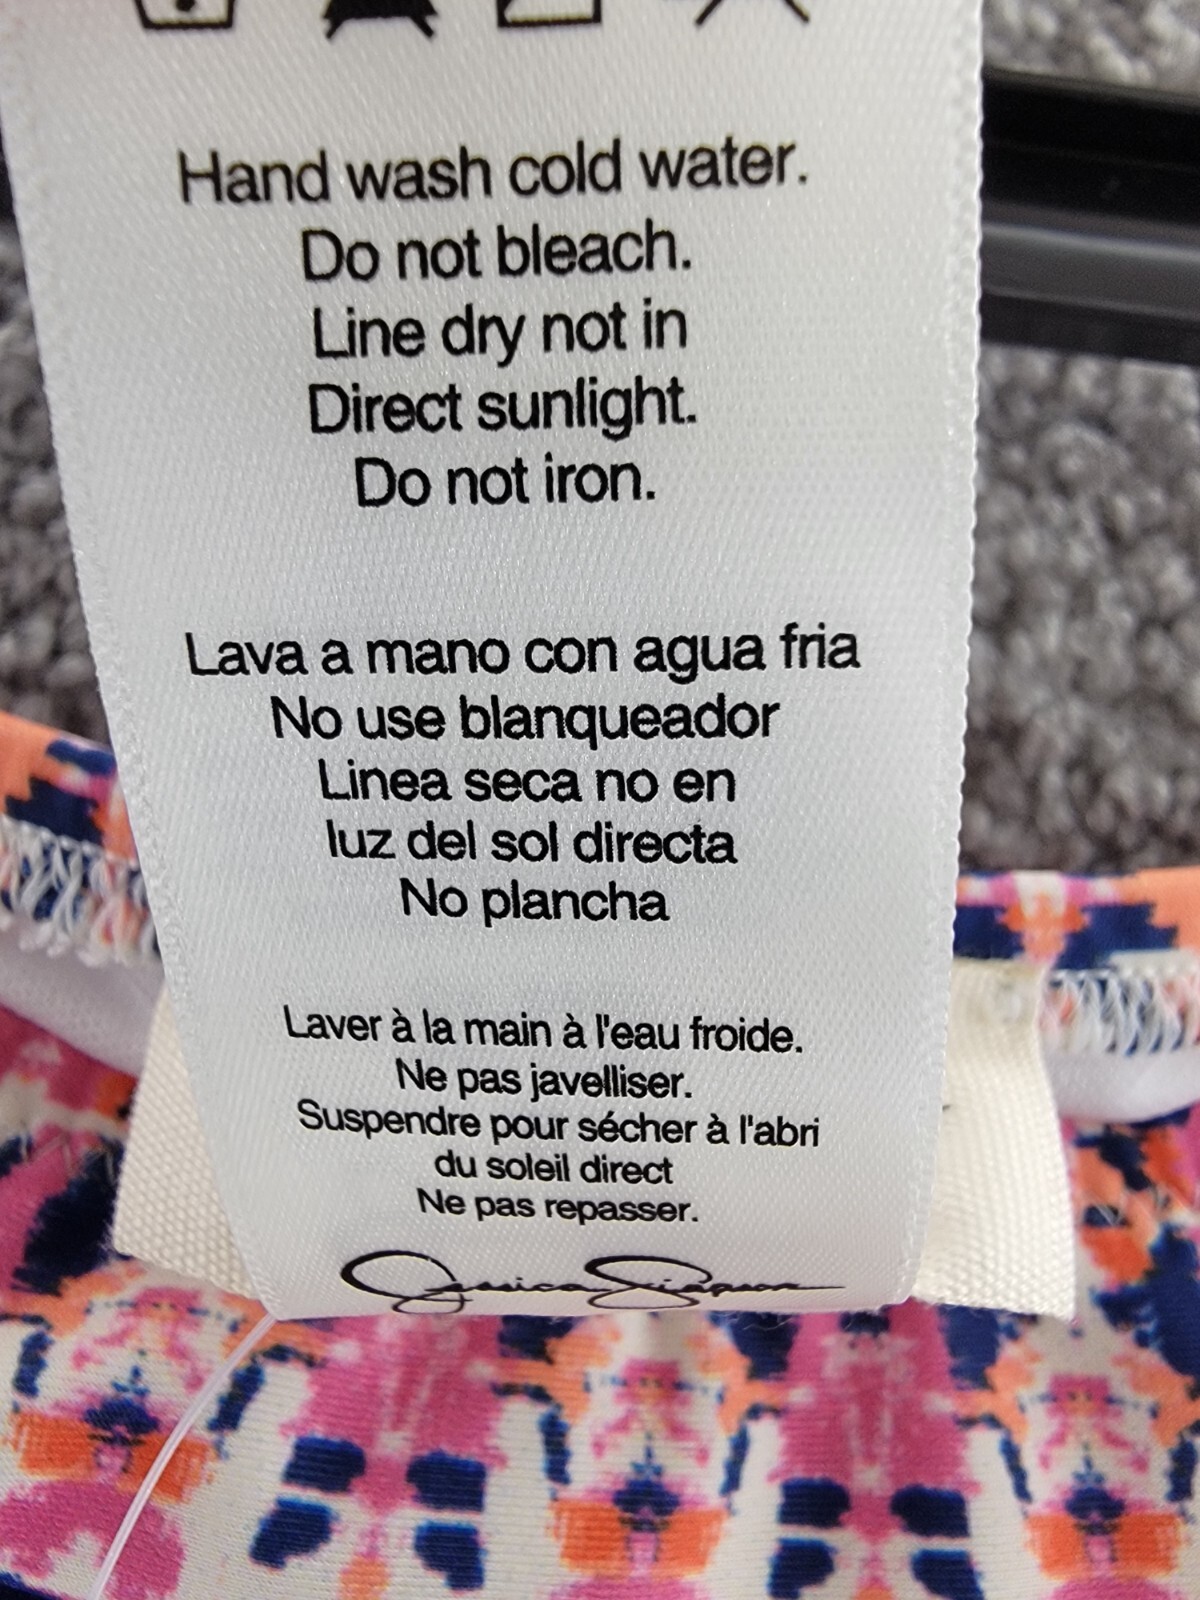 Hand wash cold water.
Do not bleach.
Line dry not in
Direct sunlight.
Do not iron.
Lava a mano con agua fria
No use blanqueador
Linea seca no en
luz del sol directa
No plancha
Laver à la main à l'eau froide.
Ne pas javelliser.
Suspendre pour sécher à l'abri
du soleil direct
Ne pas repasser.
Jessica Simpson